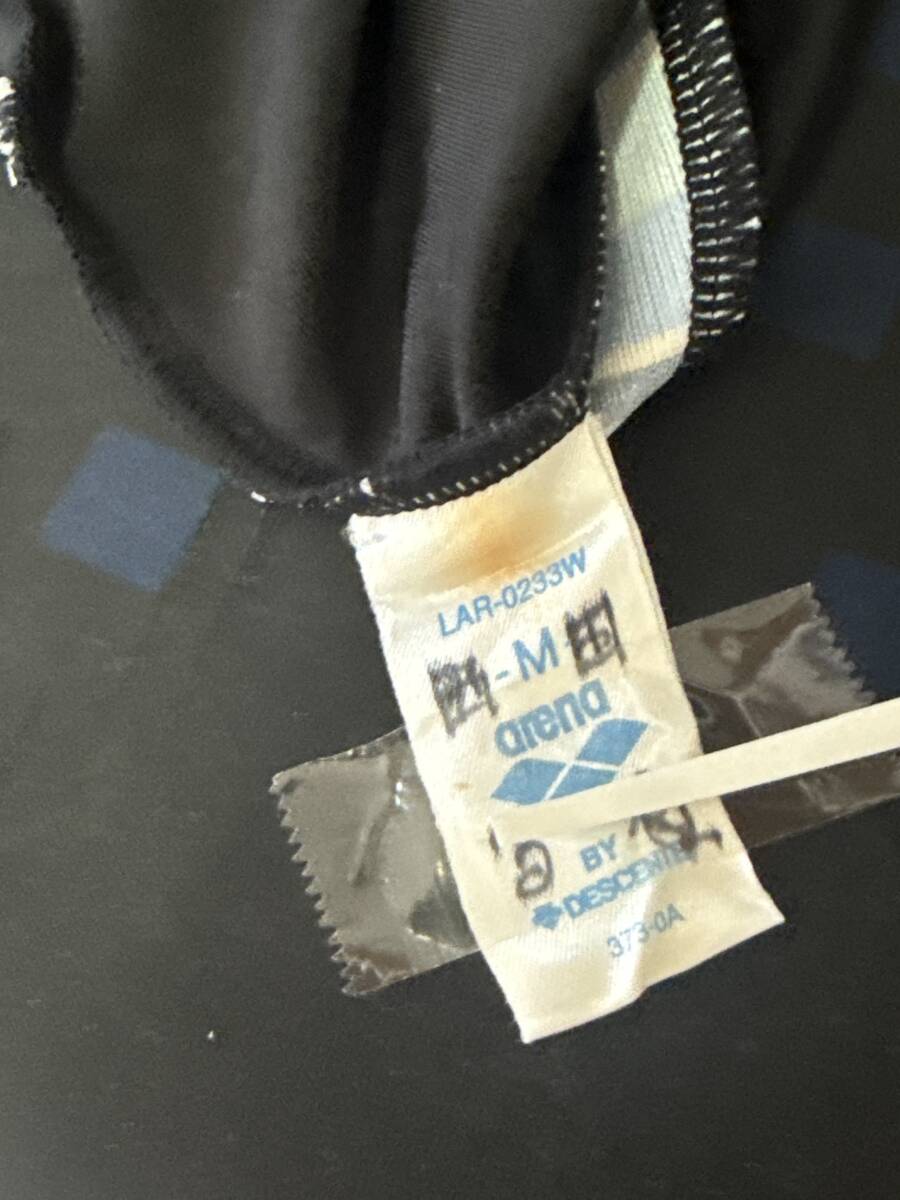 LAR-0233W
-M
arena
BY
DESCENTE
373-0A